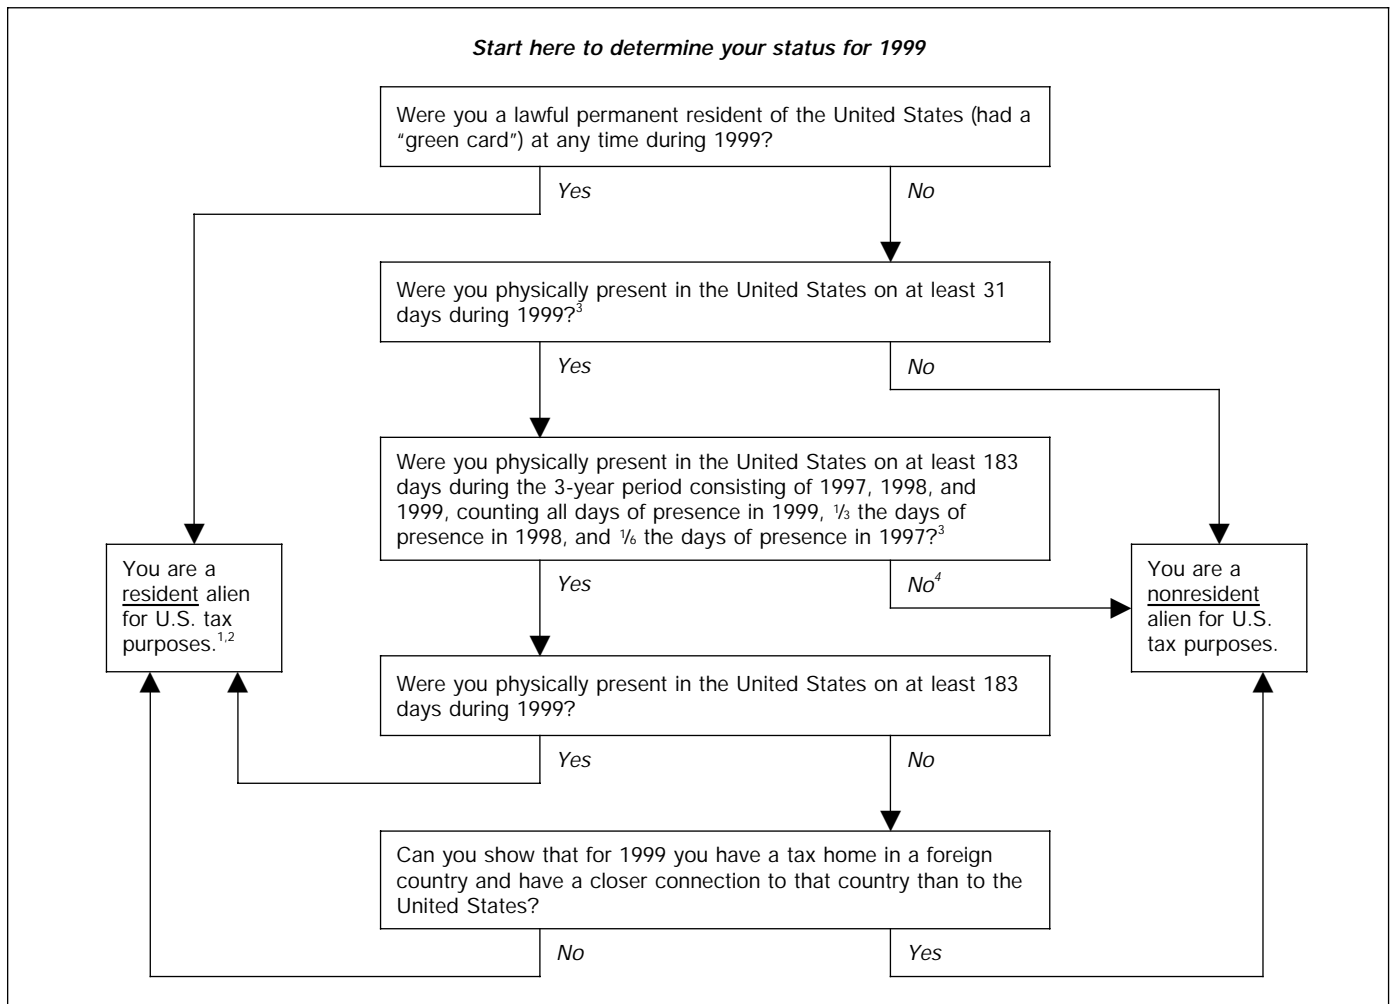 Start here to determine your status for 1999
Were you a lawful permanent resident of the United States (had a
“green card”) at any time during 1999?
Yes
No
Were you physically present in the United States on at least 31
days during 1999?³
Yes
No
Were you physically present in the United States on at least 183
days during the 3-year period consisting of 1997, 1998, and
1999, counting all days of presence in 1999, ⅓ the days of
presence in 1998, and ⅙ the days of presence in 1997?³
Yes
No⁴
You are a
resident alien
for U.S. tax
purposes.¹,²
You are a
nonresident
alien for U.S.
tax purposes.
Were you physically present in the United States on at least 183
days during 1999?
Yes
No
Can you show that for 1999 you have a tax home in a foreign
country and have a closer connection to that country than to the
United States?
No
Yes